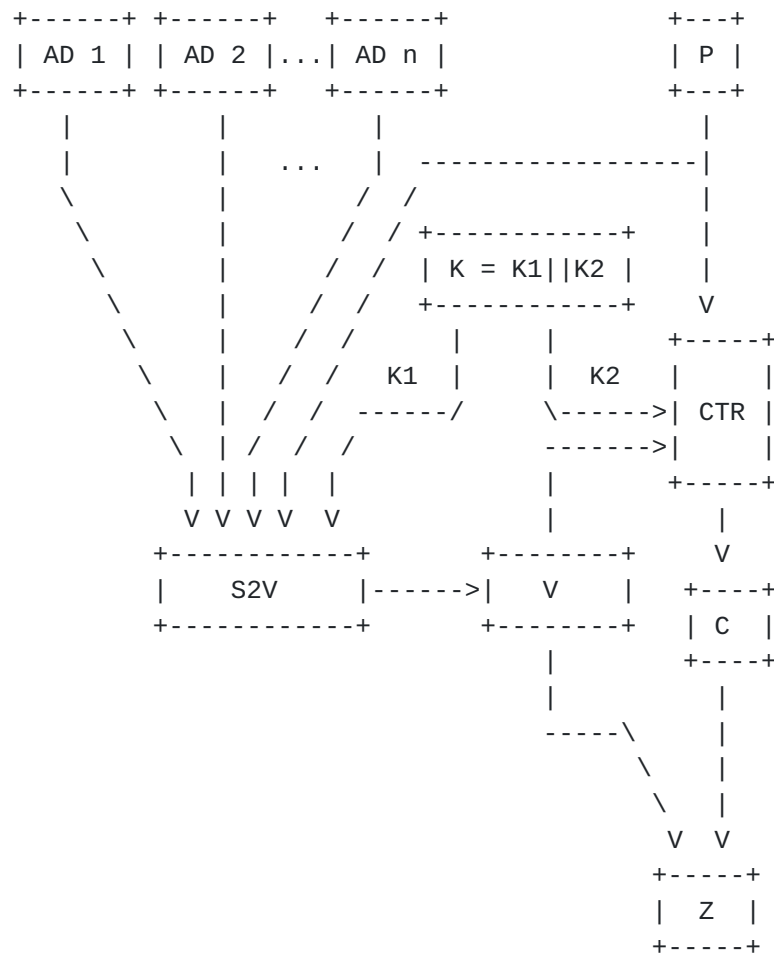 AD 1 AD 2 ... AD n P
...
K = K1||K2
V
K1 K2
CTR
V V V V V
V
S2V V
C
V V
Z